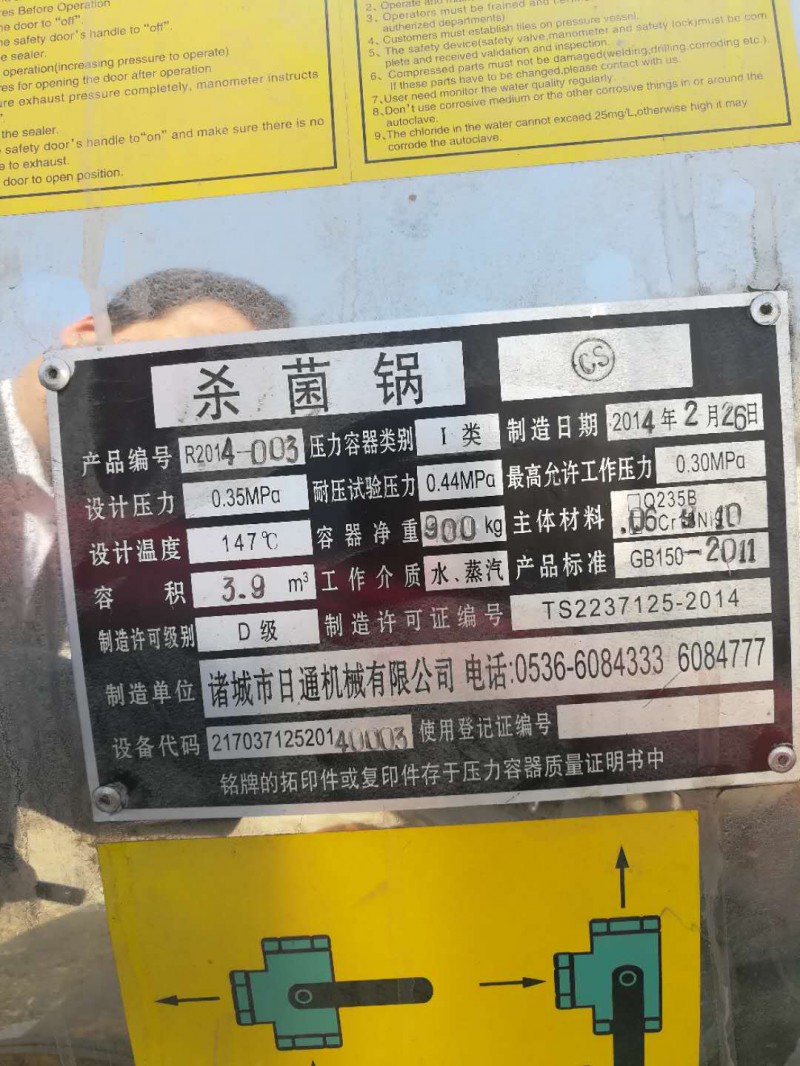 res Before Operation
he door to "off".
he safety door's handle to "off".
e sealer.
operation(increasing pressure to operate)
res for opening the door after operation
ure exhaust pressure completely, manometer instructs
the sealer.
safety door's handle to"on" and make sure there is no
e to exhaust.
door to open position.
2、Operate and
3、Operators must be frained and
autherized departments)
4、Customers must establish files on pressure vessel.
5、The safety device(safety valve,manometer and safety lock)must be com
plete and received validation and inspection.
6、Compressed parts must not be damaged(welding,drilling,corroding etc.)
If these parts have to be changed,please contact with us.
7、User need monitor the water quality regularly.
8、Don't use corrosive medium or the other corrosive things in or around the
autoclave.
9、The chloride in the water cannot exceed 25mg/L,otherwise high it may
corrode the autoclave.
杀菌锅 CS
产品编号 R2014-003 压力容器类别 I 类 制造日期 2014年2月26日
设计压力 0.35MPa 耐压试验压力 0.44MPa 最高允许工作压力 0.30MPa
设计温度 147℃ 容器净重 900 kg 主体材料 □Q235B
.06Cr Ni10
容积 3.9 m³ 工作介质 水、蒸汽 产品标准 GB150-2011
制造许可级别 D 级 制造许可证编号 TS2237125-2014
制造单位 诸城市日通机械有限公司 电话:0536-6084333 6084777
设备代码 21703712520140003 使用登记证编号
铭牌的拓印件或复印件存于压力容器质量证明书中